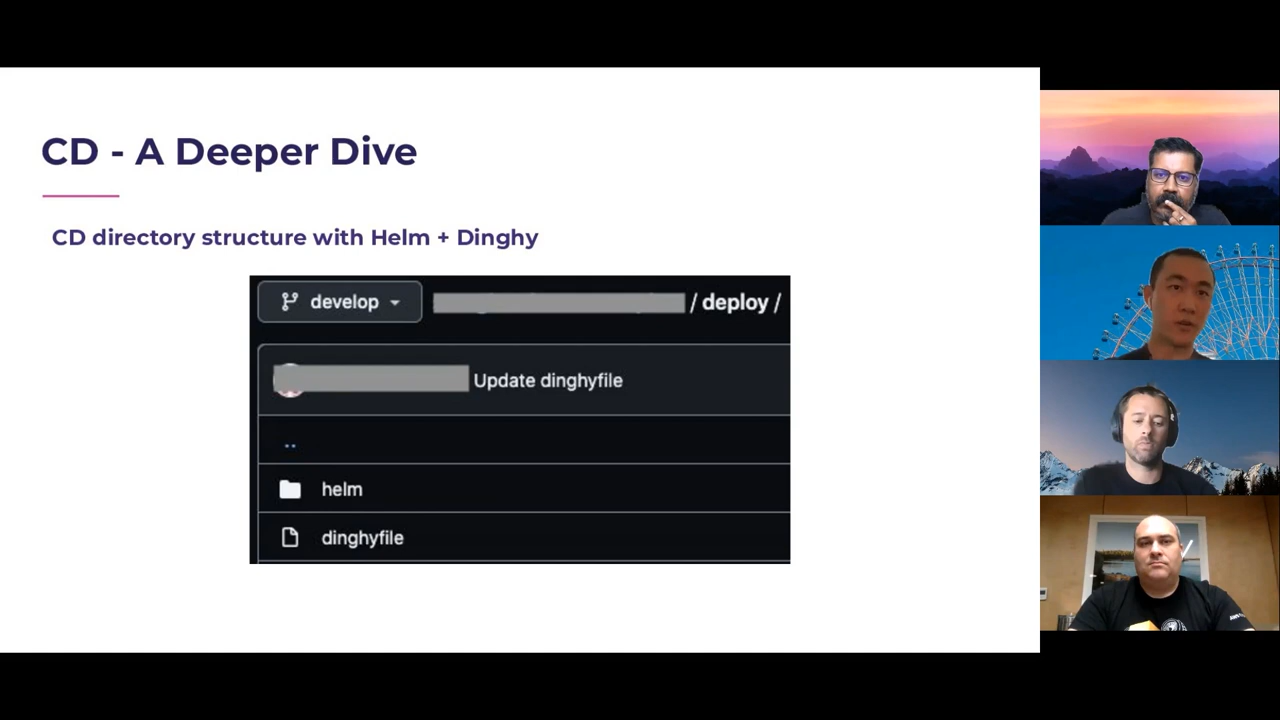 CD - A Deeper Dive
CD directory structure with Helm + Dinghy
develop / deploy /
Update dinghyfile
..
helm
dinghyfile